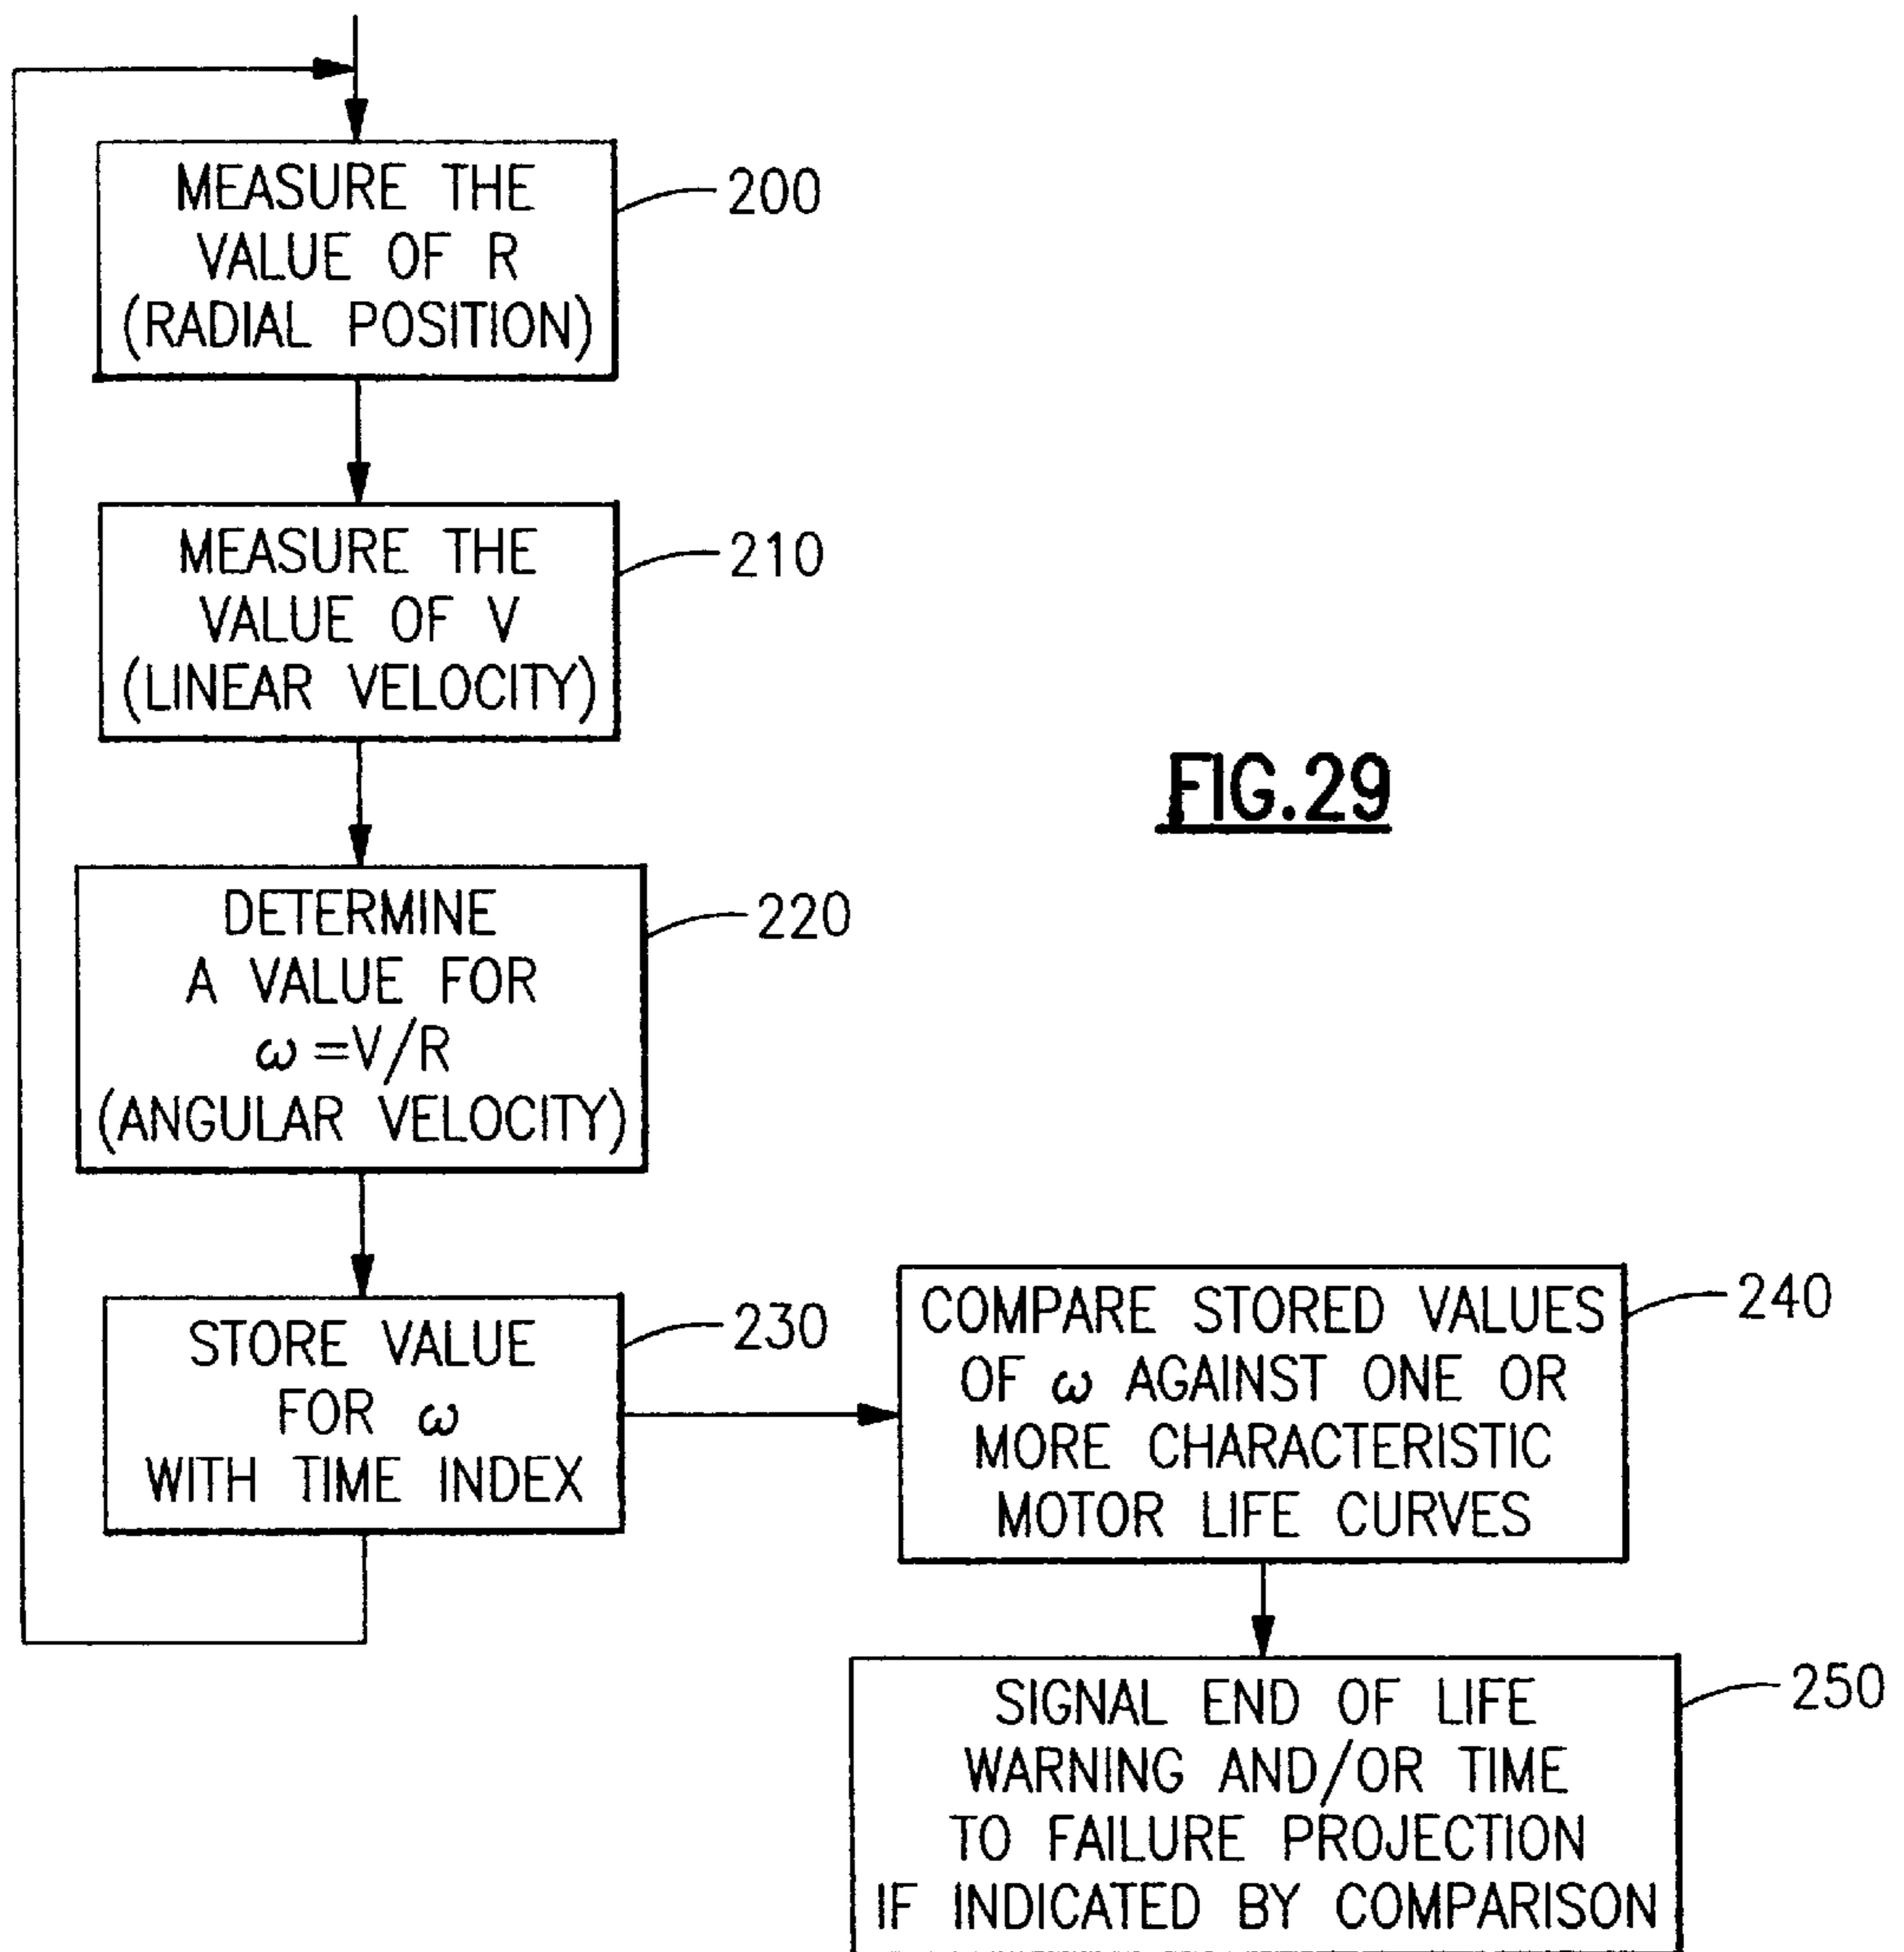 MEASURE THE
VALUE OF R
(RADIAL POSITION)
200
MEASURE THE
VALUE OF V
(LINEAR VELOCITY)
210
FIG.29
DETERMINE
A VALUE FOR
ω=V/R
(ANGULAR VELOCITY)
220
STORE VALUE
FOR ω
WITH TIME INDEX
230
COMPARE STORED VALUES
OF ω AGAINST ONE OR
MORE CHARACTERISTIC
MOTOR LIFE CURVES
240
SIGNAL END OF LIFE
WARNING AND/OR TIME
TO FAILURE PROJECTION
IF INDICATED BY COMPARISON
250